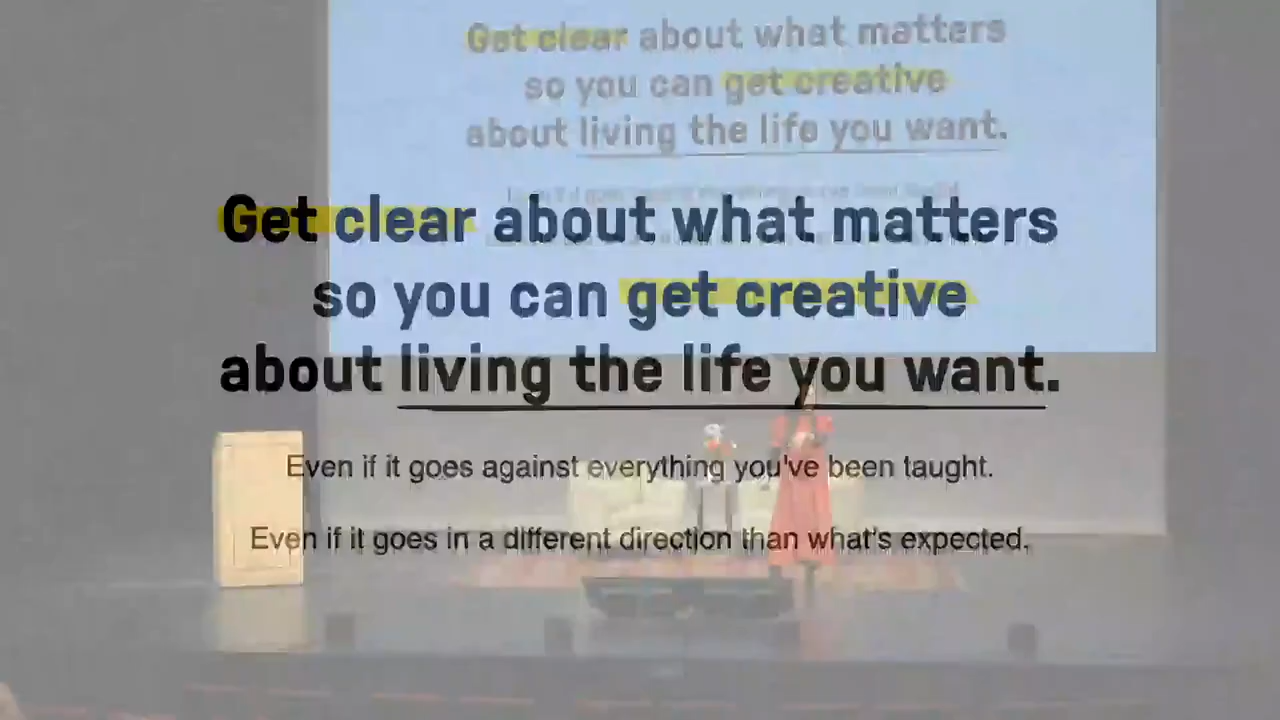 Get clear about what matters
so you can get creative
about living the life you want.
Get clear about what matters
so you can get creative
about living the life you want.
Even if it goes against everything you've been taught.
Even if it goes in a different direction than what's expected.